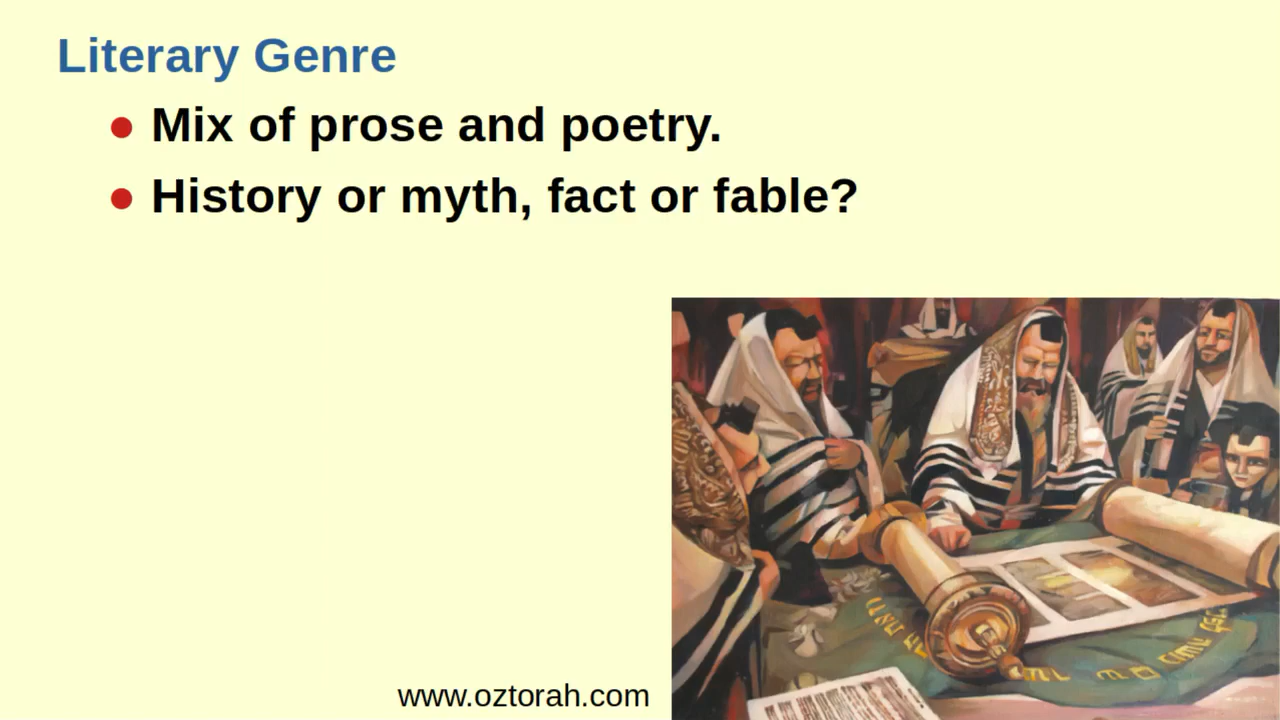 Literary Genre
● Mix of prose and poetry.
● History or myth, fact or fable?
www.oztorah.com